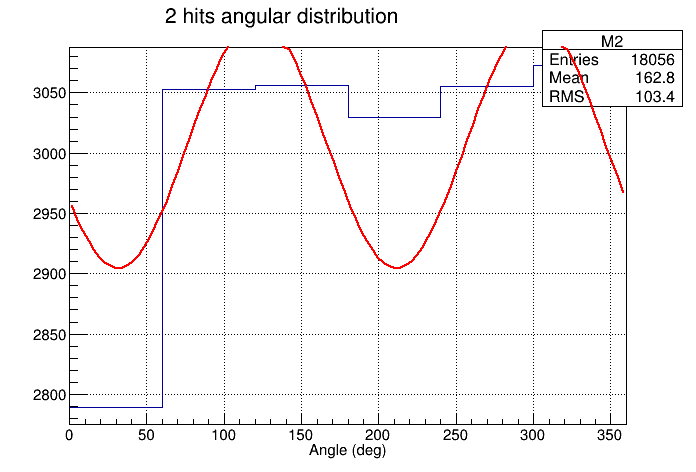 2 hits angular distribution
M2
Entries 18056
Mean 162.8
RMS 103.4
3050
3000
2950
2900
2850
2800
0 50 100 150 200 250 300 350
Angle (deg)